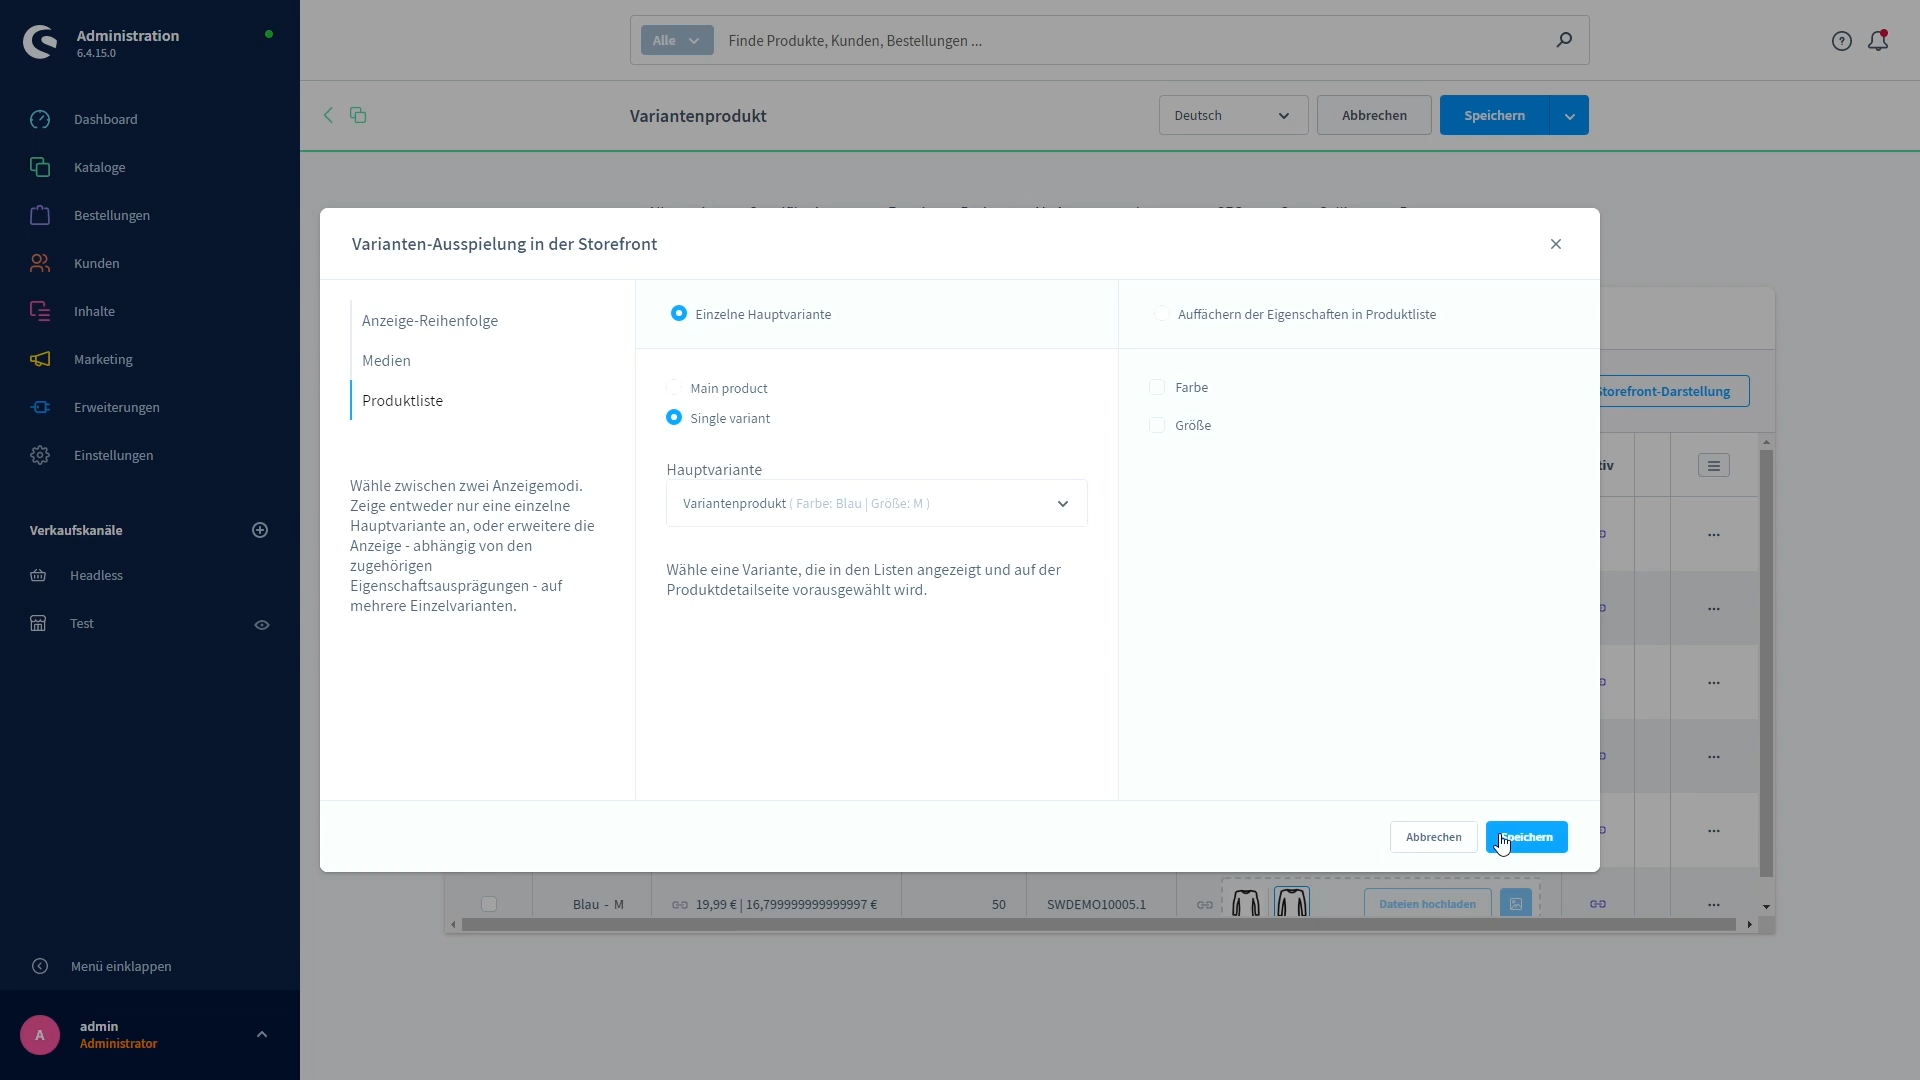 Administration
6.4.15.0
Alle
Finde Produkte, Kunden, Bestellungen ...
Dashboard
Kataloge
Bestellungen
Kunden
Inhalte
Marketing
Erweiterungen
Einstellungen
Verkaufskanäle
Headless
Test
Menü einklappen
A
admin
Administrator
Variantenprodukt
Deutsch
Abbrechen
Speichern
Varianten-Ausspielung in der Storefront
Anzeige-Reihenfolge
Medien
Produktliste
Wähle zwischen zwei Anzeigemodi.
Zeige entweder nur eine einzelne
Hauptvariante an, oder erweitere die
Anzeige - abhängig von den
zugehörigen
Eigenschaftsausprägungen - auf
mehrere Einzelvarianten.
Einzelne Hauptvariante
Main product
Single variant
Hauptvariante
Variantenprodukt ( Farbe: Blau | Größe: M )
Wähle eine Variante, die in den Listen angezeigt und auf der
Produktdetailseite vorausgewählt wird.
Auffächern der Eigenschaften in Produktliste
Farbe
Größe
Storefront-Darstellung
Abbrechen
Speichern
Blau - M
19,99 € | 16,799999999999997 €
50
SWDEMO10005.1
Dateien hochladen